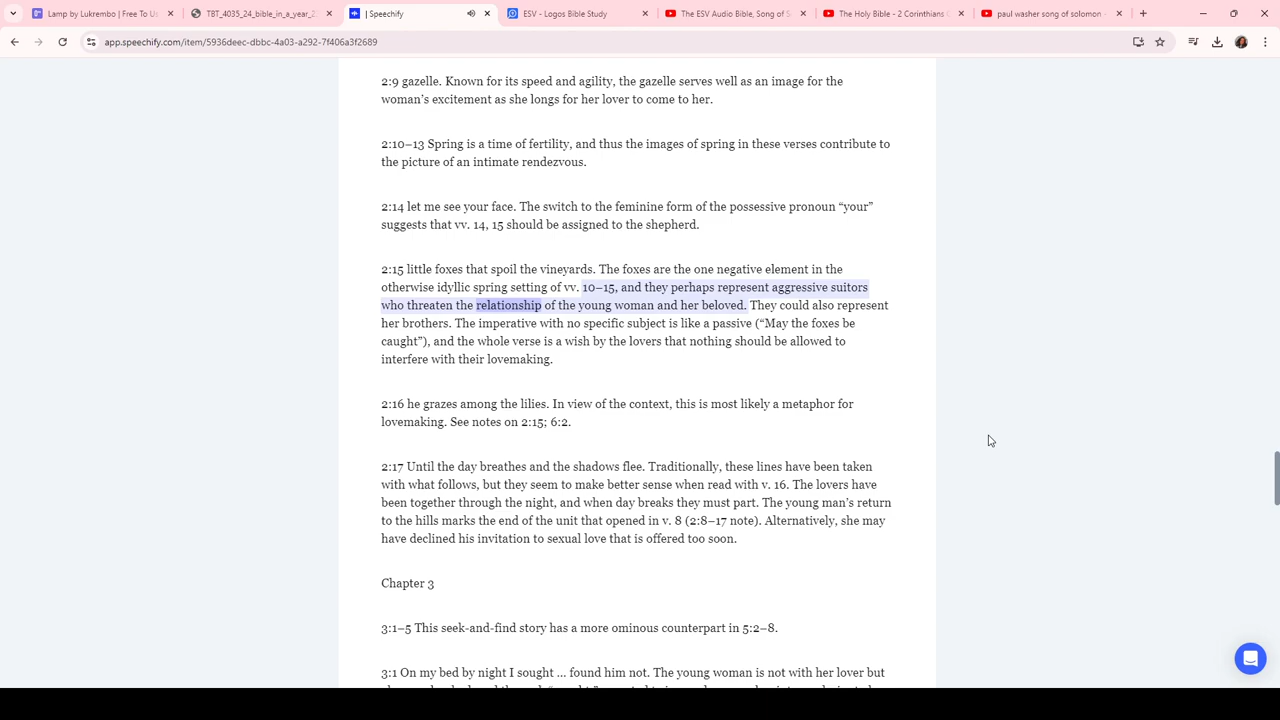 Lamp by Lukrembo | Free To Us
TBT_4035_24_bible_in_a_year_2
| Speechify
ESV - Logos Bible Study
The ESV Audio Bible, Song of S
The Holy Bible - 2 Corinthians
paul washer song of solomon
app.speechify.com/item/5936deec-dbbc-4a03-a292-7f406a3f2689
2:9 gazelle. Known for its speed and agility, the gazelle serves well as an image for the
woman’s excitement as she longs for her lover to come to her.
2:10–13 Spring is a time of fertility, and thus the images of spring in these verses contribute to
the picture of an intimate rendezvous.
2:14 let me see your face. The switch to the feminine form of the possessive pronoun “your”
suggests that vv. 14, 15 should be assigned to the shepherd.
2:15 little foxes that spoil the vineyards. The foxes are the one negative element in the
otherwise idyllic spring setting of vv. 10–15, and they perhaps represent aggressive suitors
who threaten the relationship of the young woman and her beloved. They could also represent
her brothers. The imperative with no specific subject is like a passive (“May the foxes be
caught”), and the whole verse is a wish by the lovers that nothing should be allowed to
interfere with their lovemaking.
2:16 he grazes among the lilies. In view of the context, this is most likely a metaphor for
lovemaking. See notes on 2:15; 6:2.
2:17 Until the day breathes and the shadows flee. Traditionally, these lines have been taken
with what follows, but they seem to make better sense when read with v. 16. The lovers have
been together through the night, and when day breaks they must part. The young man’s return
to the hills marks the end of the unit that opened in v. 8 (2:8–17 note). Alternatively, she may
have declined his invitation to sexual love that is offered too soon.
Chapter 3
3:1–5 This seek-and-find story has a more ominous counterpart in 5:2–8.
3:1 On my bed by night I sought … found him not. The young woman is not with her lover but